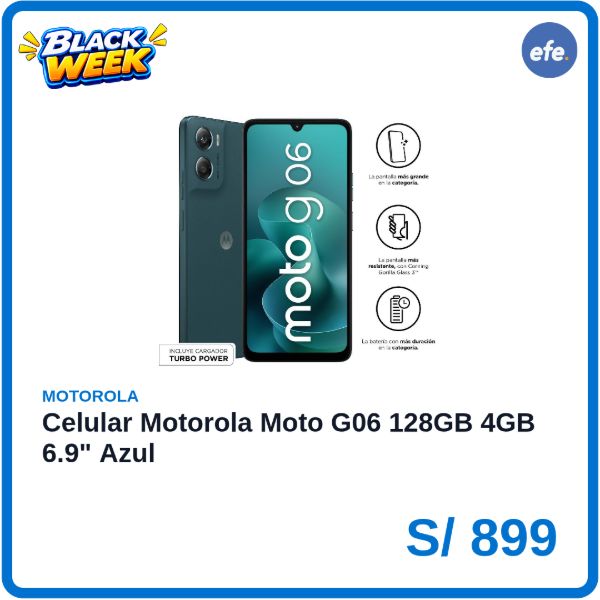 BLACK
WEEK
efe.
moto g06
La pantalla más grande
en la categoría.
La pantalla más
resistente, con Corning
Gorilla Glass 3™
La batería con más duración
en la categoría.
INCLUYE CARGADOR
TURBO POWER
MOTOROLA
Celular Motorola Moto G06 128GB 4GB
6.9" Azul
S/ 899